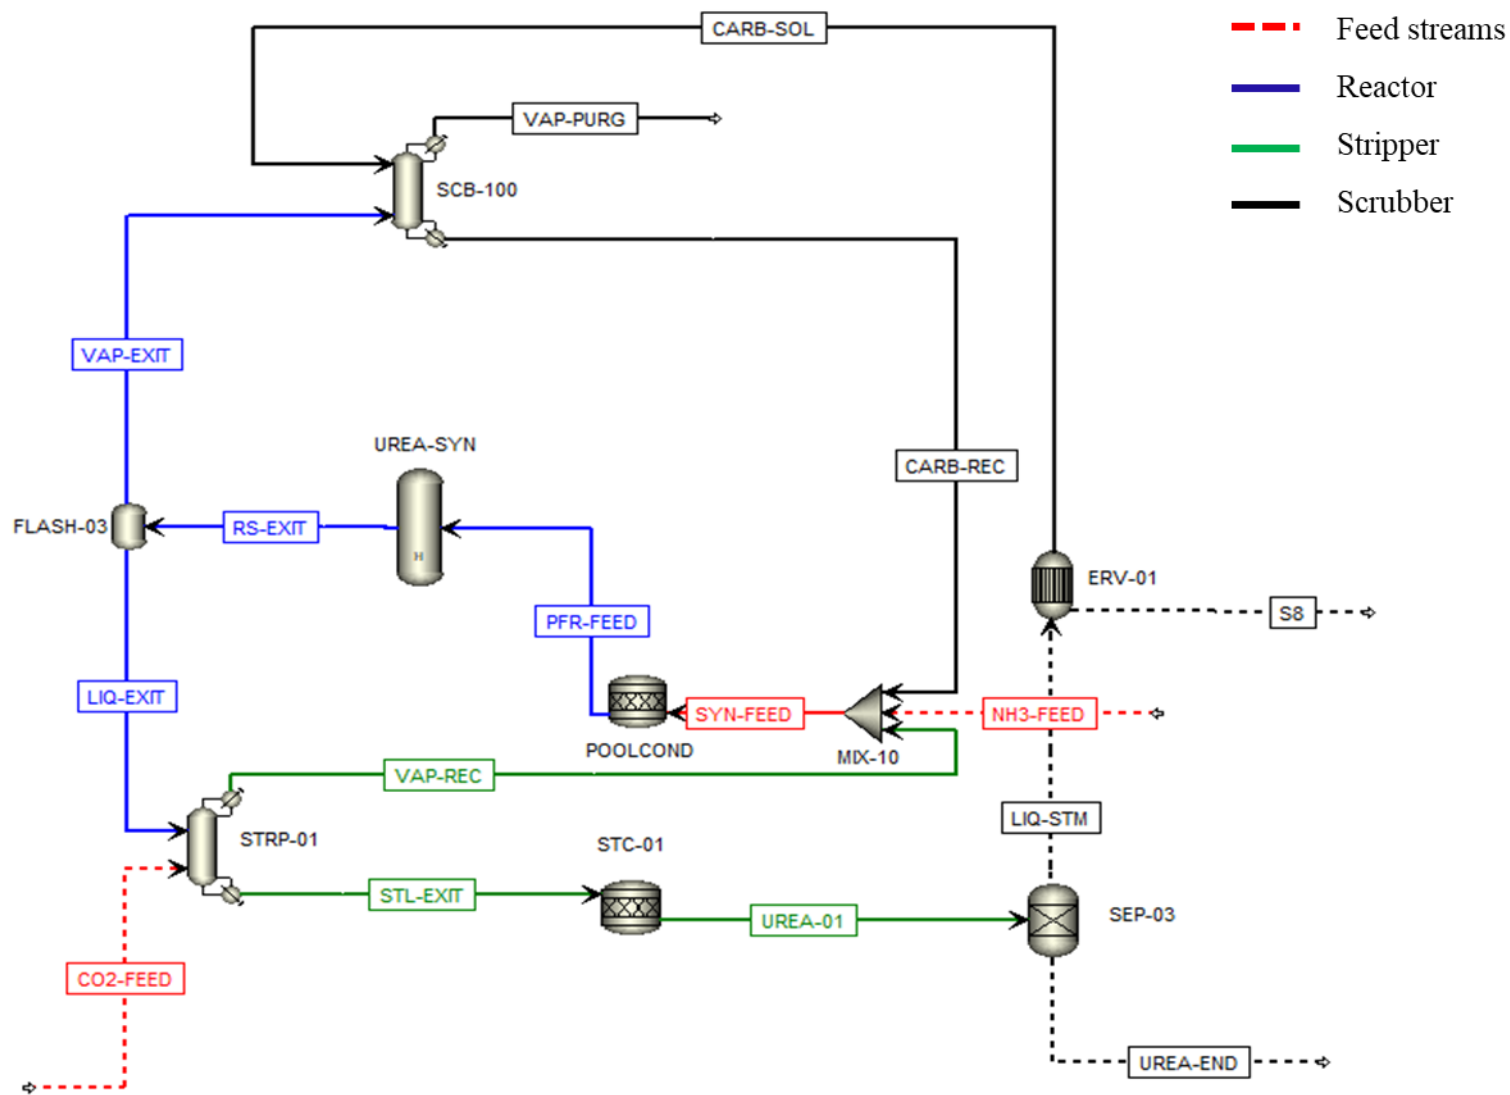 CARB-SOL
Feed streams
Reactor
Stripper
Scrubber
VAP-PURG
SCB-100
VAP-EXIT
UREA-SYN
CARB-REC
FLASH-03
RS-EXIT
H
ERV-01
S8
PFR-FEED
LIQ-EXIT
SYN-FEED
NH3-FEED
POOLCOND
MIX-10
VAP-REC
LIQ-STM
STRP-01
STC-01
STL-EXIT
UREA-01
SEP-03
CO2-FEED
UREA-END